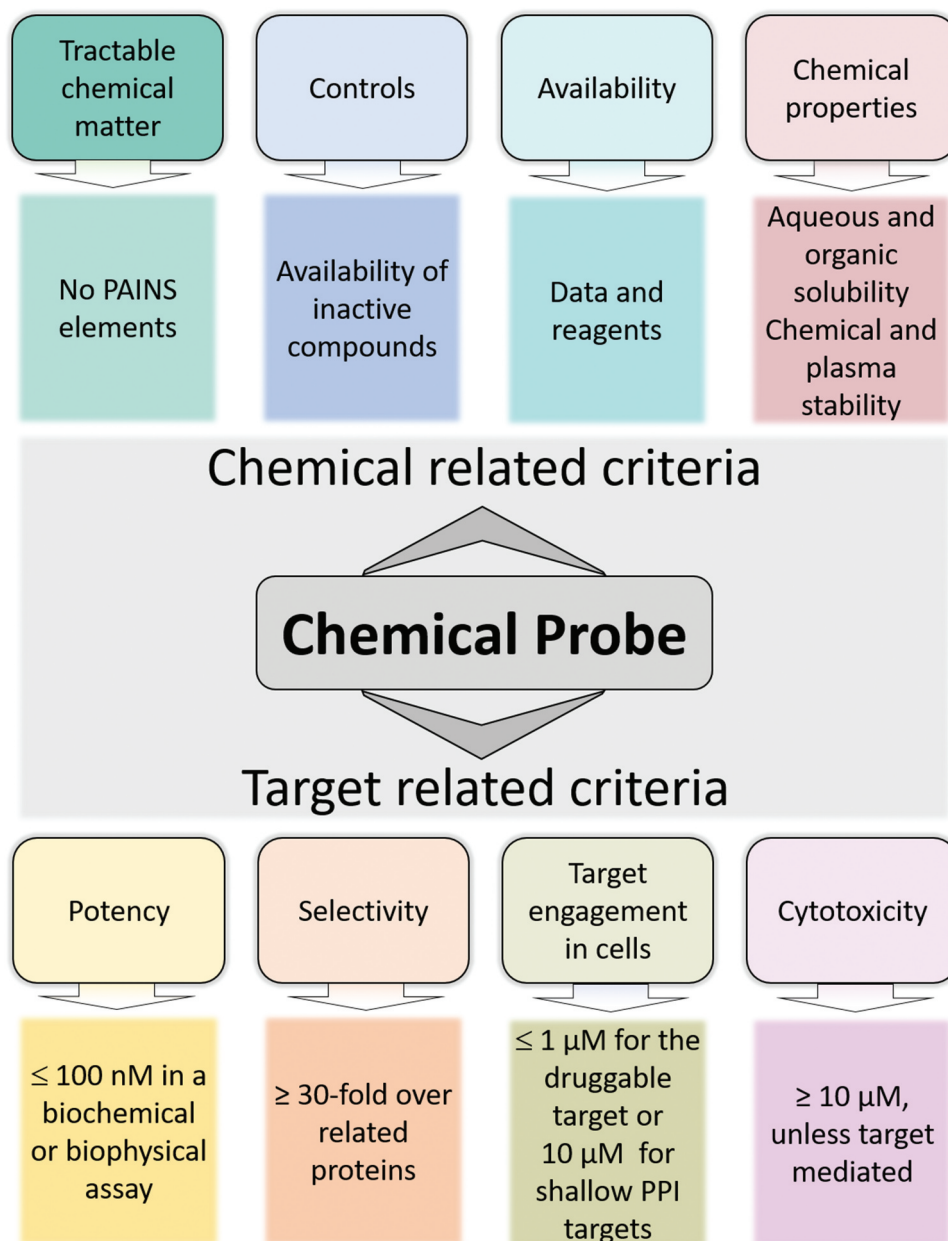 Tractable
chemical
matter
Controls
Availability
Chemical
properties
No PAINS
elements
Availability of
inactive
compounds
Data and
reagents
Aqueous and
organic
solubility
Chemical and
plasma
stability
Chemical related criteria
Chemical Probe
Target related criteria
Potency
Selectivity
Target
engagement
in cells
Cytotoxicity
≤ 100 nM in a
biochemical
or biophysical
assay
≥ 30-fold over
related
proteins
≤ 1 μM for the
druggable
target or
10 μM for
shallow PPI
targets
≥ 10 μM,
unless target
mediated